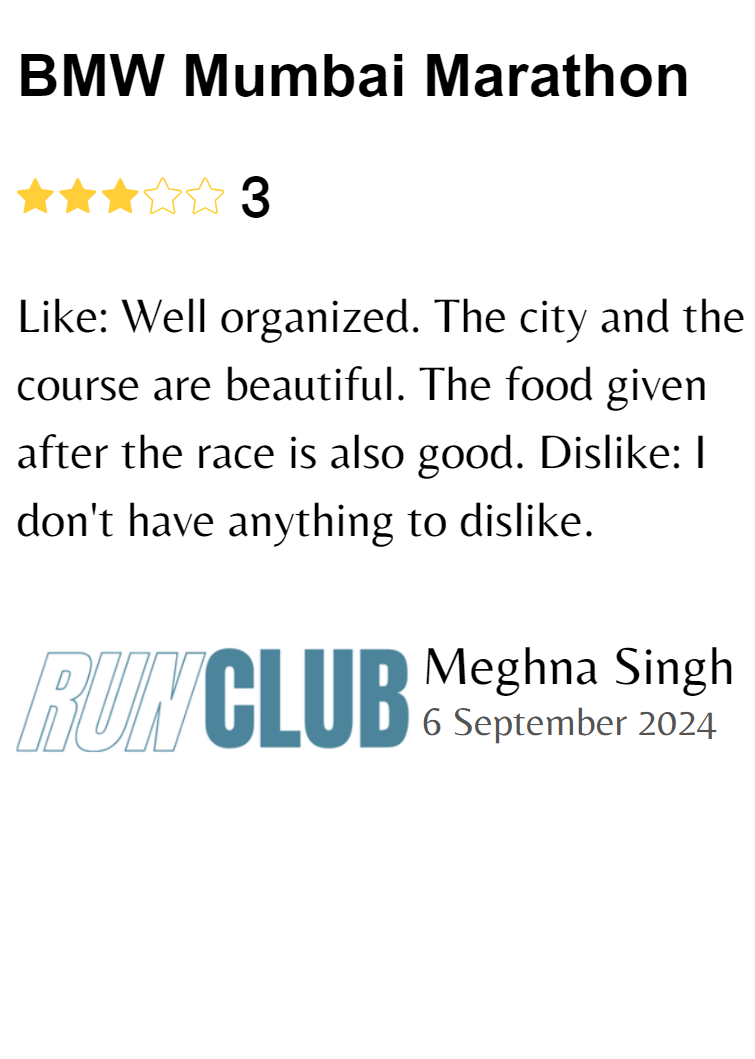 BMW Mumbai Marathon
3
Like: Well organized. The city and the
course are beautiful. The food given
after the race is also good. Dislike: I
don't have anything to dislike.
RUNCLUB
Meghna Singh
6 September 2024